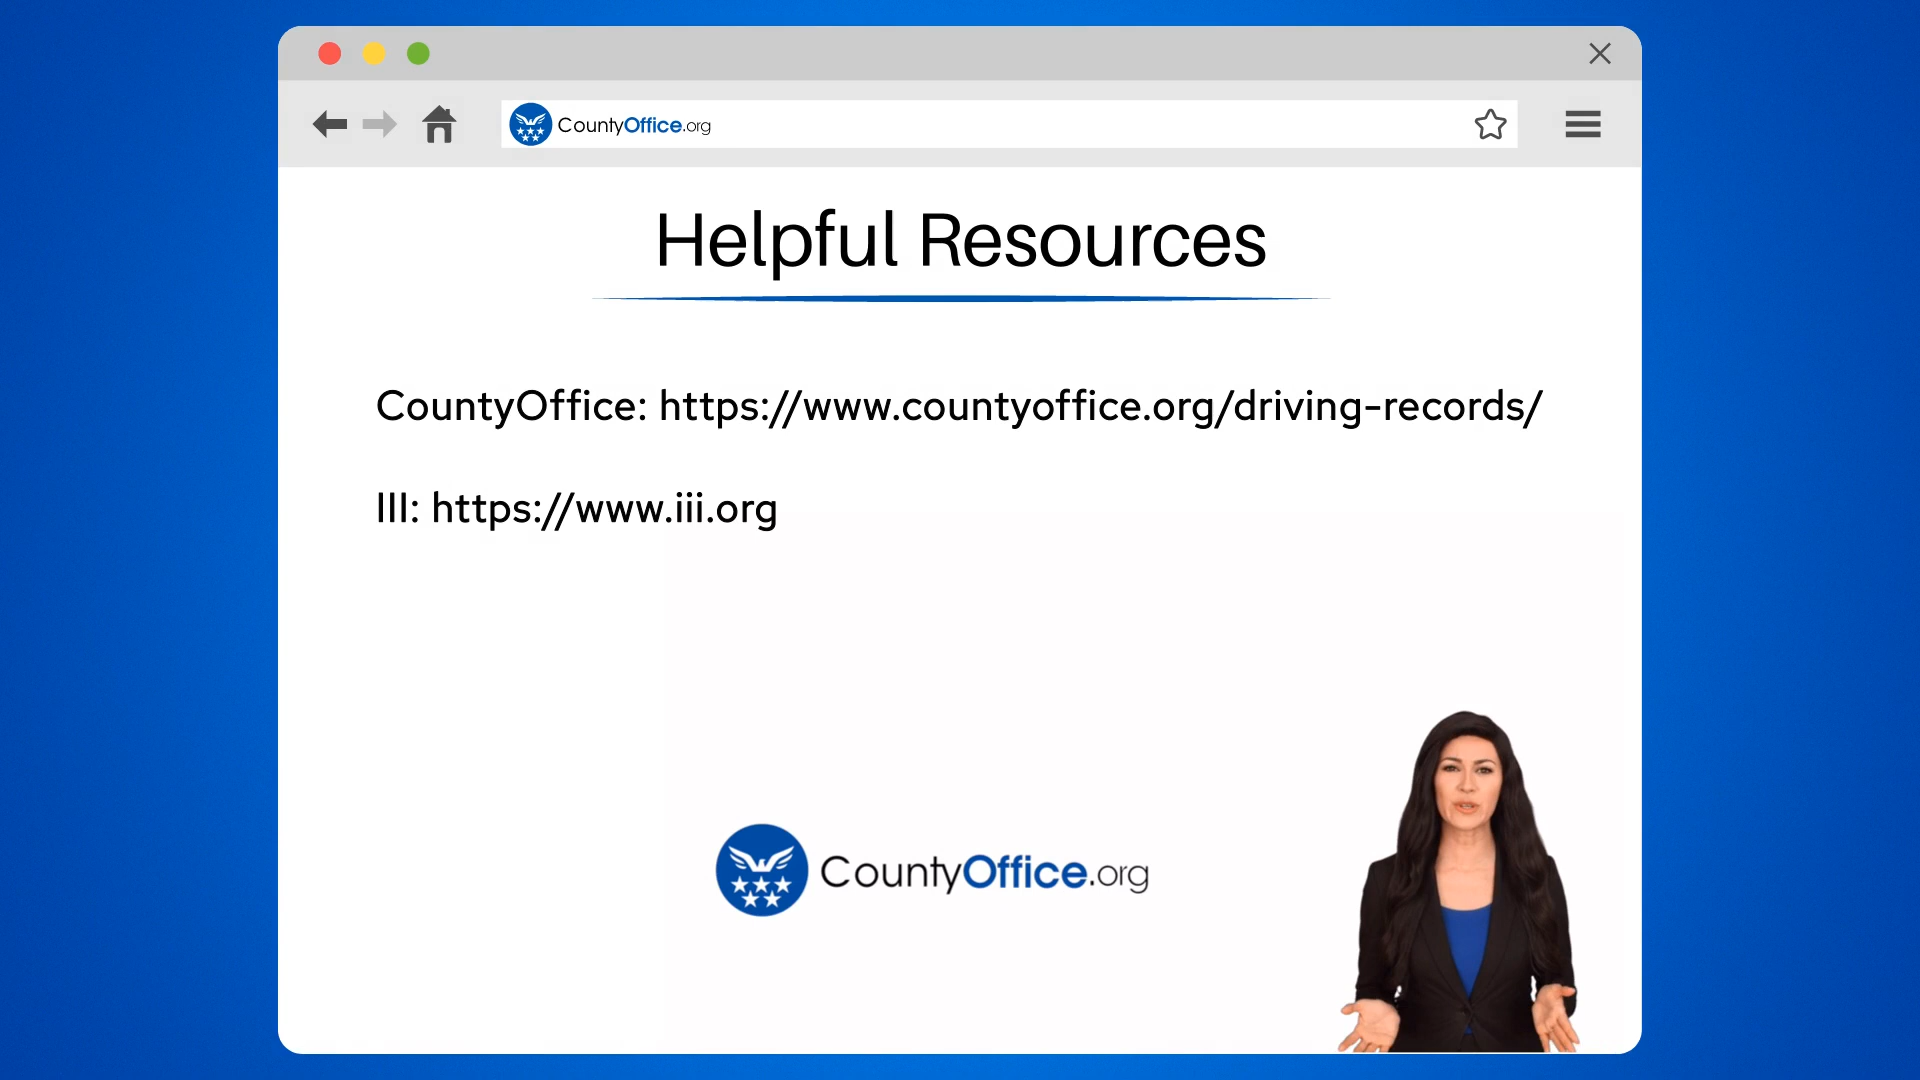 CountyOffice.org
Helpful Resources
CountyOffice: https://www.countyoffice.org/driving-records/
III: https://www.iii.org
CountyOffice.org